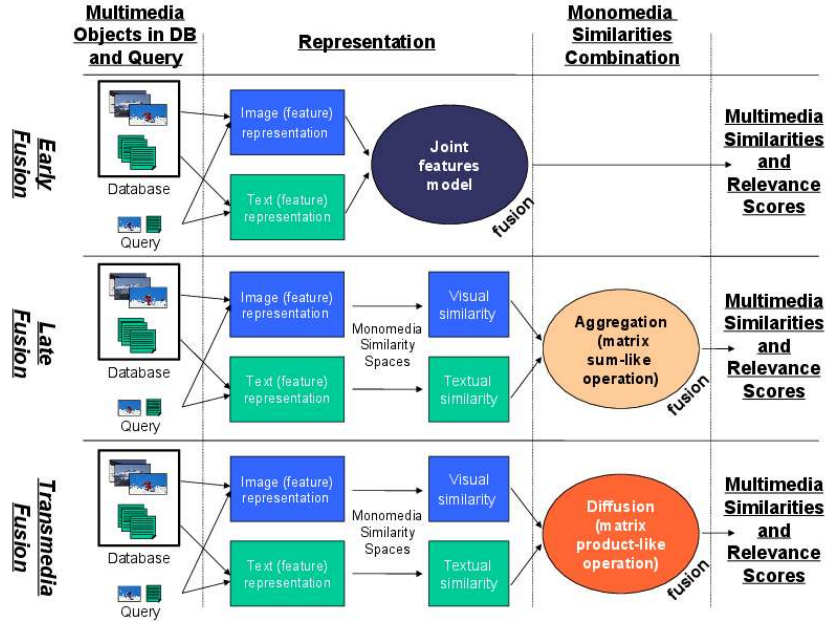 Multimedia
Objects in DB
and Query
Representation
Monomedia
Similarities
Combination
Early
Fusion
Database
Query
Image (feature)
representation
Text (feature)
representation
Joint
features
model
fusion
Multimedia
Similarities
and
Relevance
Scores
Late
Fusion
Database
Query
Image (feature)
representation
Text (feature)
representation
Monomedia
Similarity
Spaces
Visual
similarity
Textual
similarity
Aggregation
(matrix
sum-like
operation)
fusion
Multimedia
Similarities
and
Relevance
Scores
Transmedia
Fusion
Database
Query
Image (feature)
representation
Text (feature)
representation
Monomedia
Similarity
Spaces
Visual
similarity
Textual
similarity
Diffusion
(matrix
product-like
operation)
fusion
Multimedia
Similarities
and
Relevance
Scores